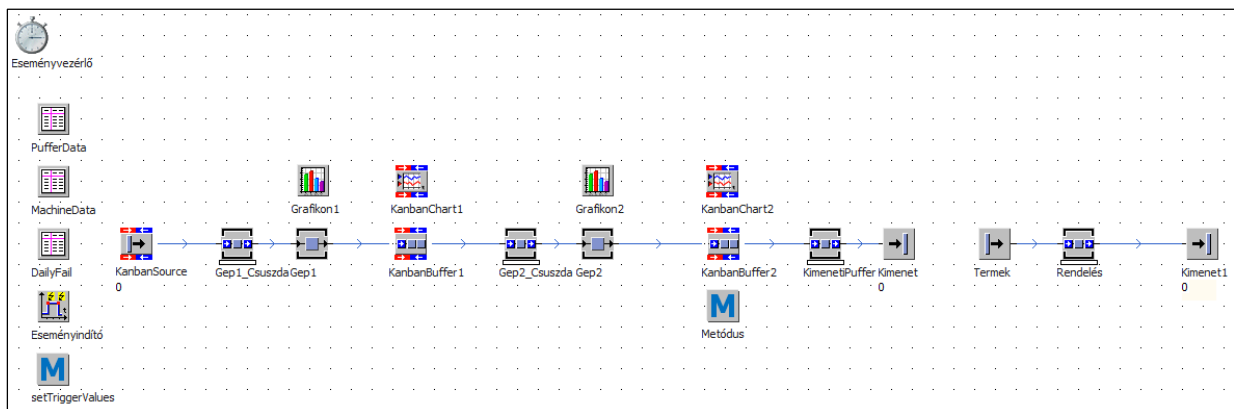 Eseményvezérlő
PufferData
MachineData
Grafikon1
KanbanChart1
Grafikon2
KanbanChart2
DailyFail
KanbanSource
Gep1_Csuszda
Gep1
KanbanBuffer1
Gep2_Csuszda
Gep2
KanbanBuffer2
KimenetiPuffer
Kimenet
Termek
Rendelés
Kimenet1
0
0
0
Eseményindító
M
Metódus
M
setTriggerValues